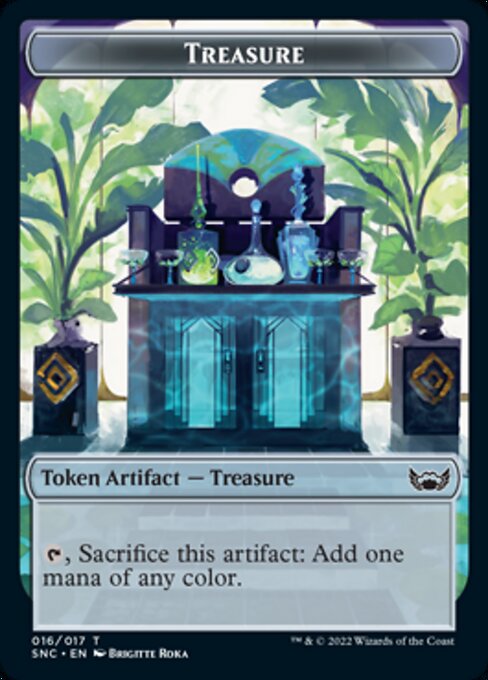 Treasure
Token Artifact — Treasure
, Sacrifice this artifact: Add one
mana of any color.
016/017 T
SNC • EN Brigitte Roka
™ & © 2022 Wizards of the Coast